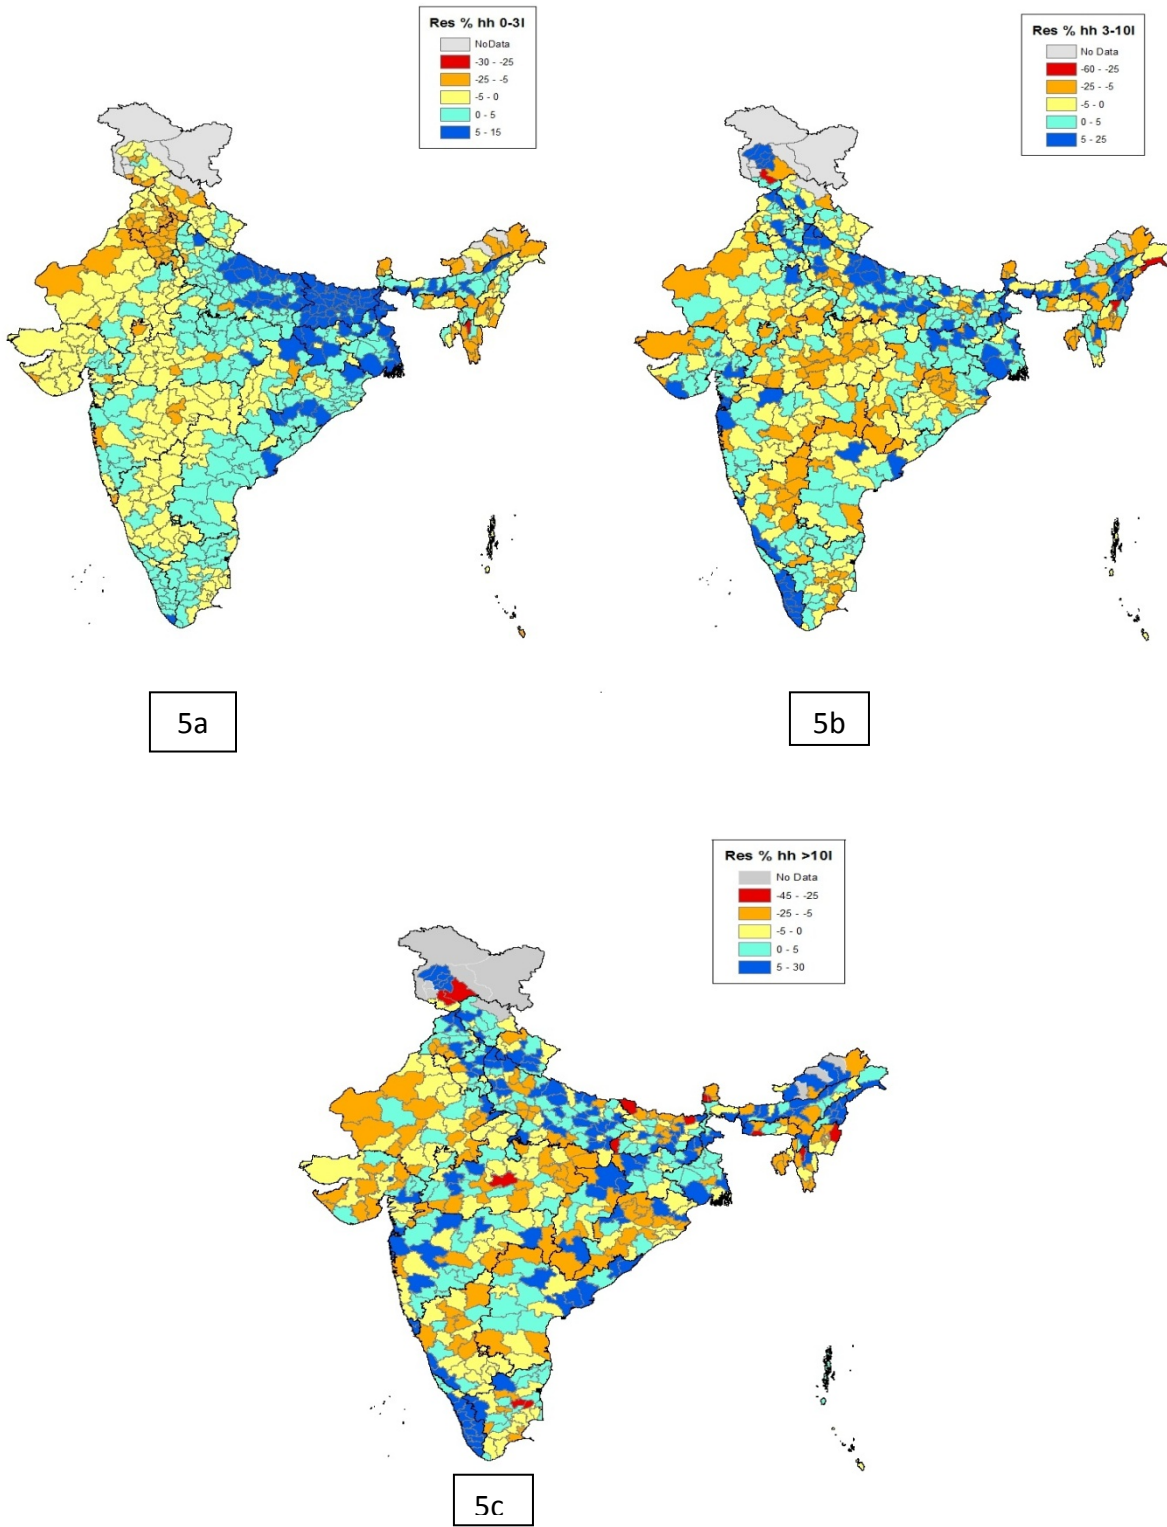 Res % hh 0-3l
NoData
-30 - -25
-25 - -5
-5 - 0
0 - 5
5 - 15
Res % hh 3-10l
No Data
-60 - -25
-25 - -5
-5 - 0
0 - 5
5 - 25
5a
5b
Res % hh >10l
No Data
-45 - -25
-25 - -5
-5 - 0
0 - 5
5 - 30
5c